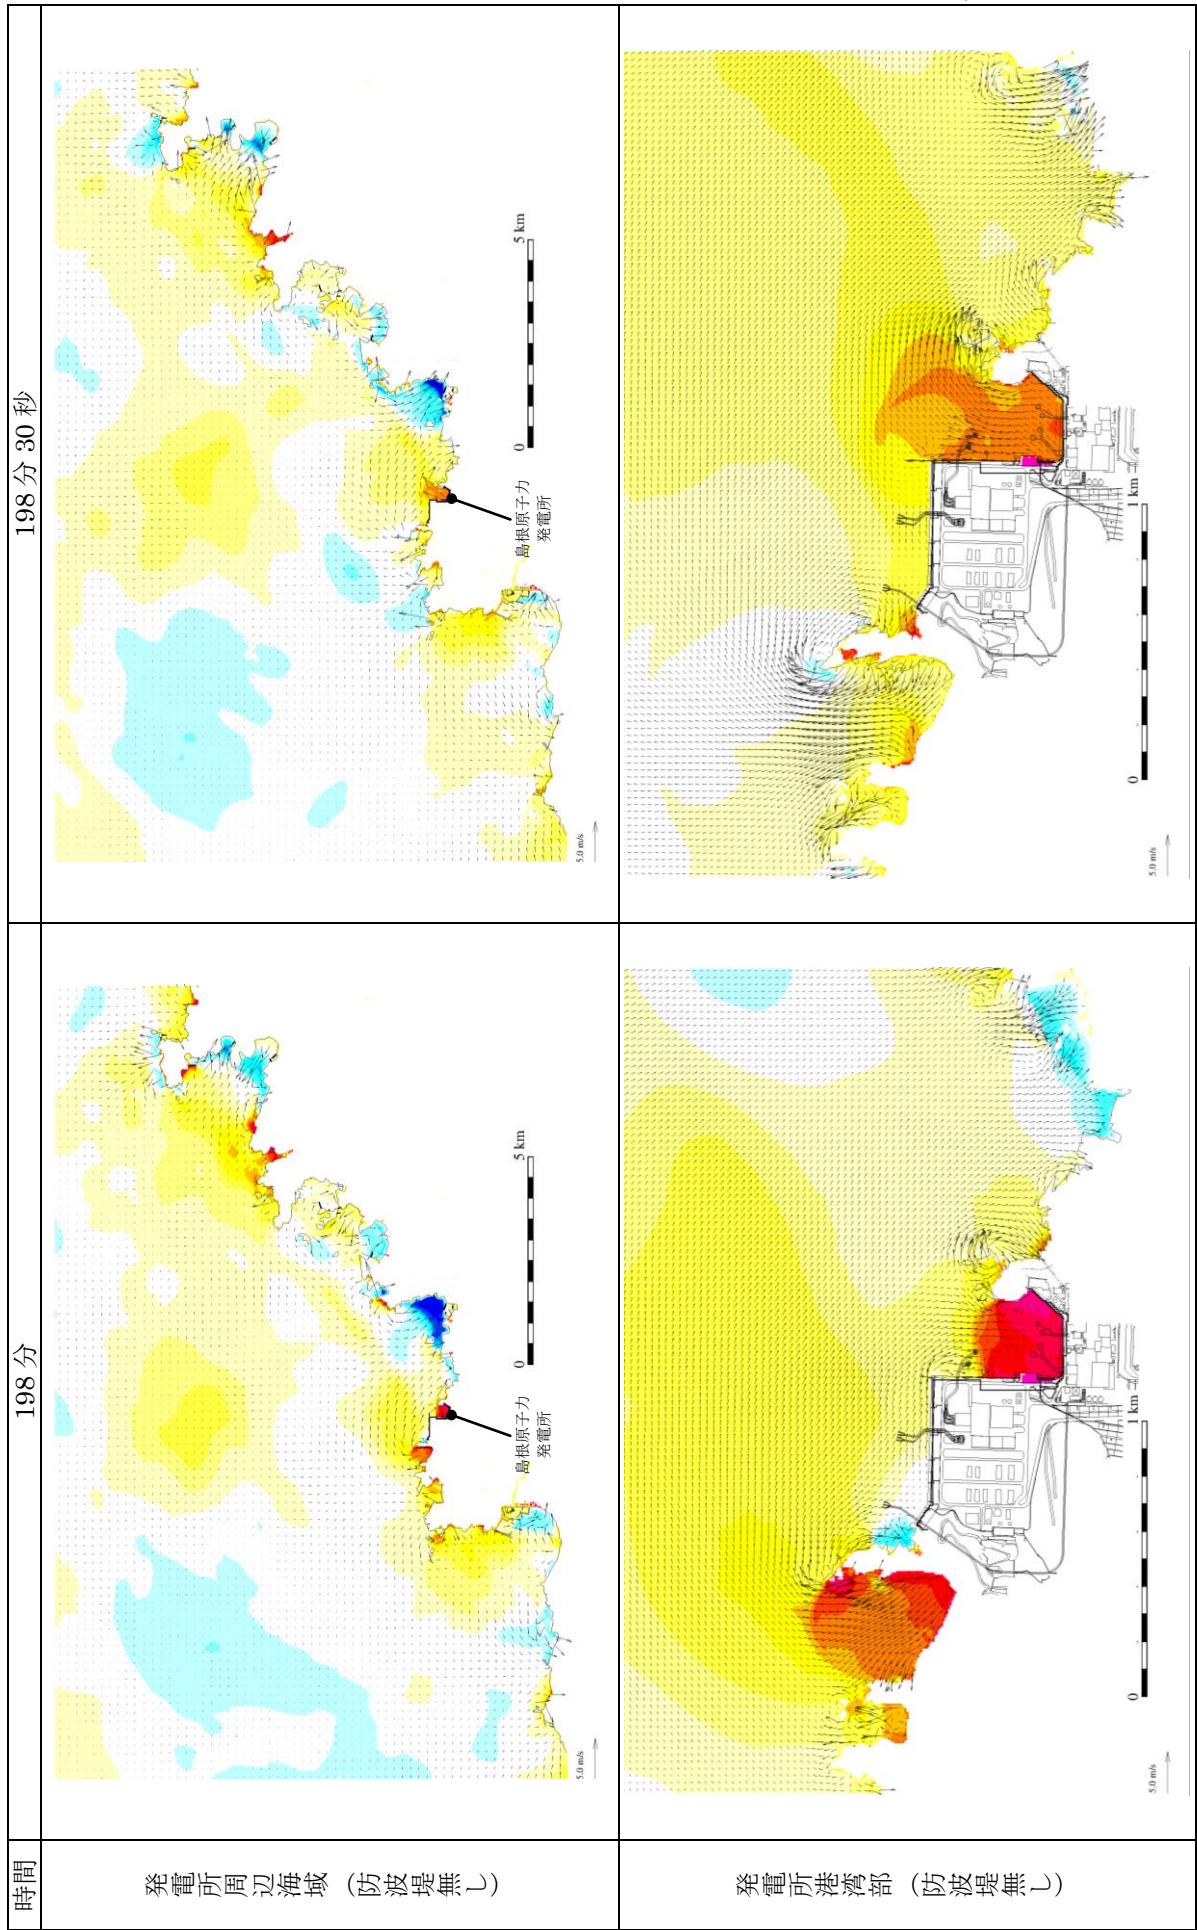 時間
198分
198分 30秒
発電所周辺海域（防波堤無し）
5.0 m/s
0
5 km
島根原子力
発電所
5.0 m/s
0
5 km
島根原子力
発電所
発電所港湾部（防波堤無し）
5.0 m/s
0
1 km
5.0 m/s
0
1 km